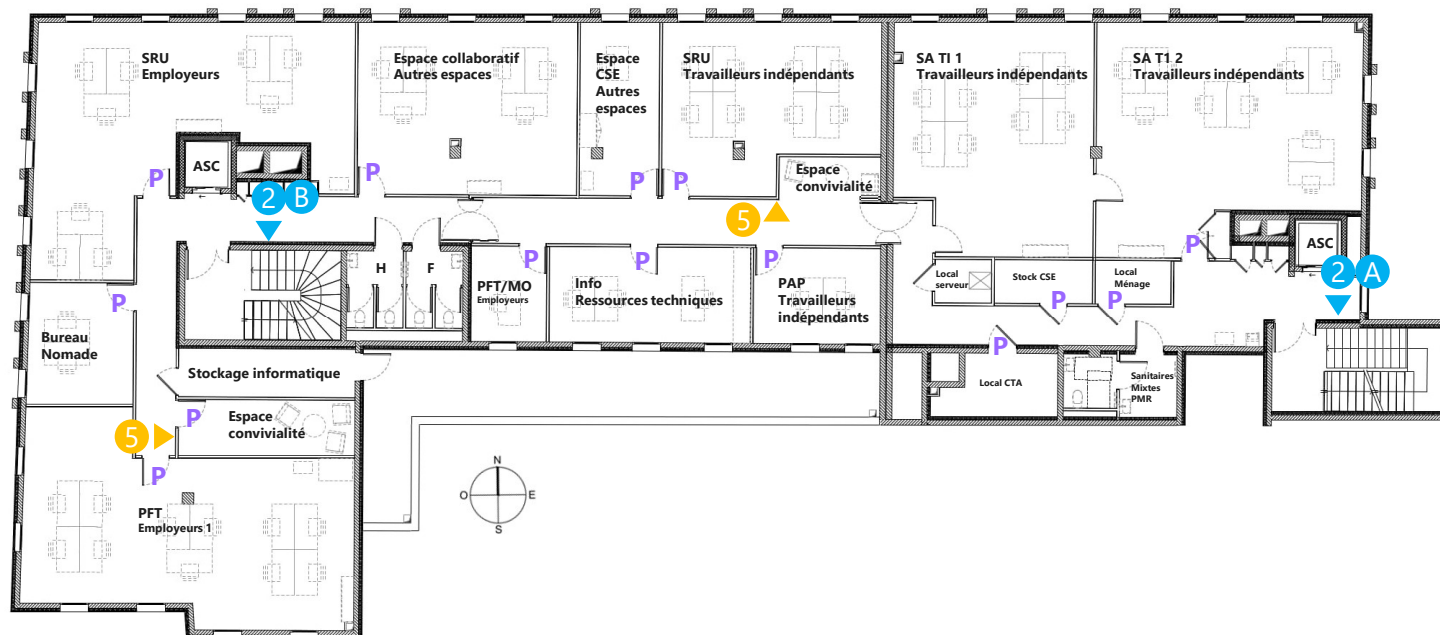 SRU
Employeurs
Espace collaboratif
Autres espaces
Espace
CSE
Autres
espaces
SRU
Travailleurs indépendants
SA TI 1
Travailleurs indépendants
SA T1 2
Travailleurs indépendants
ASC
P
P
P
P
Espace
convivialité
2 B
5
P
ASC
2 A
H
F
P
PFT/MO
Employeurs
P
Info
Ressources techniques
P
PAP
Travailleurs
indépendants
Local
serveur
Stock CSE
P
Local
Ménage
P
P
Bureau
Nomade
Stockage informatique
P
Local CTA
Sanitaires
Mixtes
PMR
P
Espace
convivialité
5
P
PFT
Employeurs 1
N
O
E
S